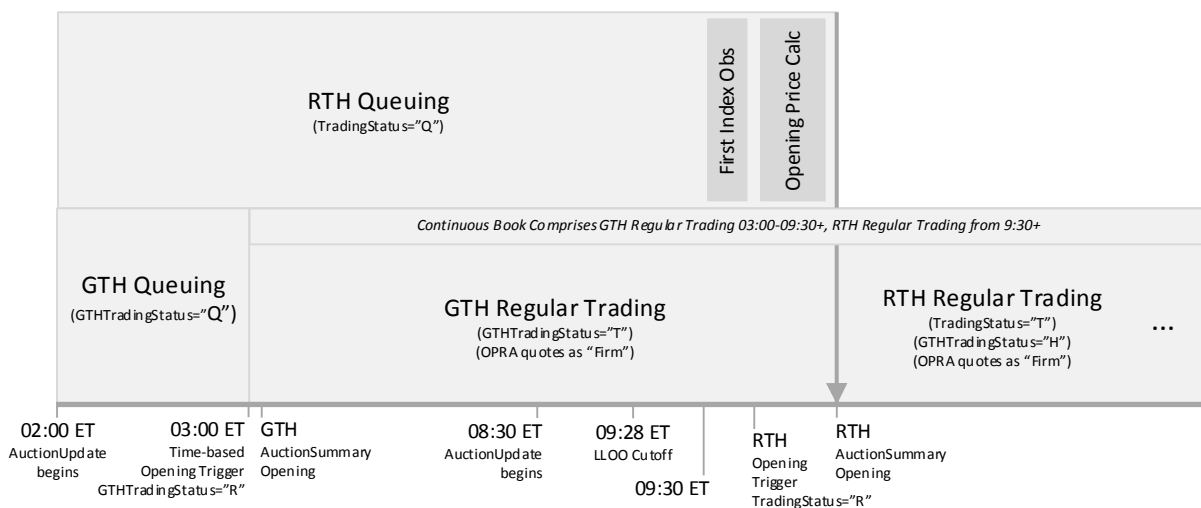 RTH Queuing
(TradingStatus="Q")
First Index Obs
Opening Price Calc
Continuous Book Comprises GTH Regular Trading 03:00-09:30+, RTH Regular Trading from 9:30+
GTH Queuing
(GTHTradingStatus="Q")
GTH Regular Trading
(GTHTradingStatus="T")
(OPRA quotes as "Firm")
RTH Regular Trading
(TradingStatus="T")
(GTHTradingStatus="H")
(OPRA quotes as "Firm")
...
02:00 ET
AuctionUpdate
begins
03:00 ET
Time-based
Opening Trigger
GTHTradingStatus="R"
GTH
AuctionSummary
Opening
08:30 ET
AuctionUpdate
begins
09:28 ET
LLOO Cutoff
09:30 ET
RTH
Opening
Trigger
TradingStatus="R"
RTH
AuctionSummary
Opening